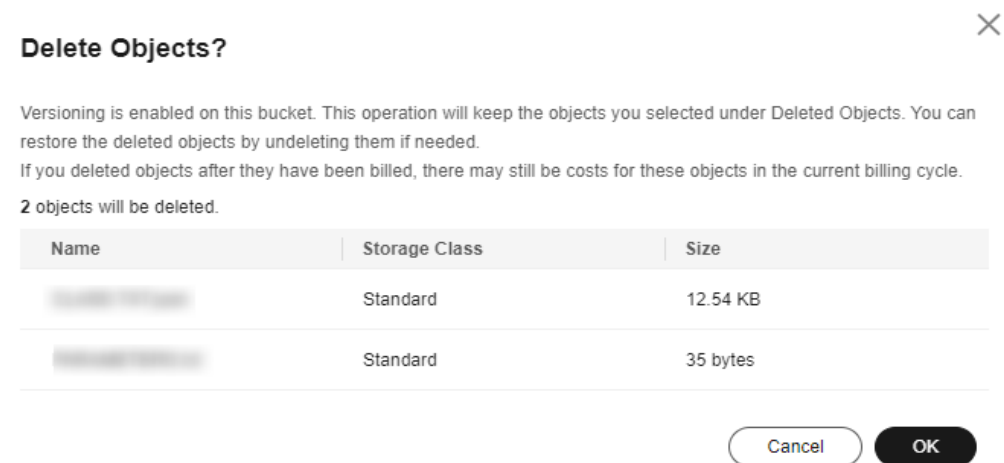 Delete Objects?
Versioning is enabled on this bucket. This operation will keep the objects you selected under Deleted Objects. You can
restore the deleted objects by undeleting them if needed.
If you deleted objects after they have been billed, there may still be costs for these objects in the current billing cycle.
2 objects will be deleted.
Name Storage Class Size
Standard 12.54 KB
Standard 35 bytes
Cancel OK